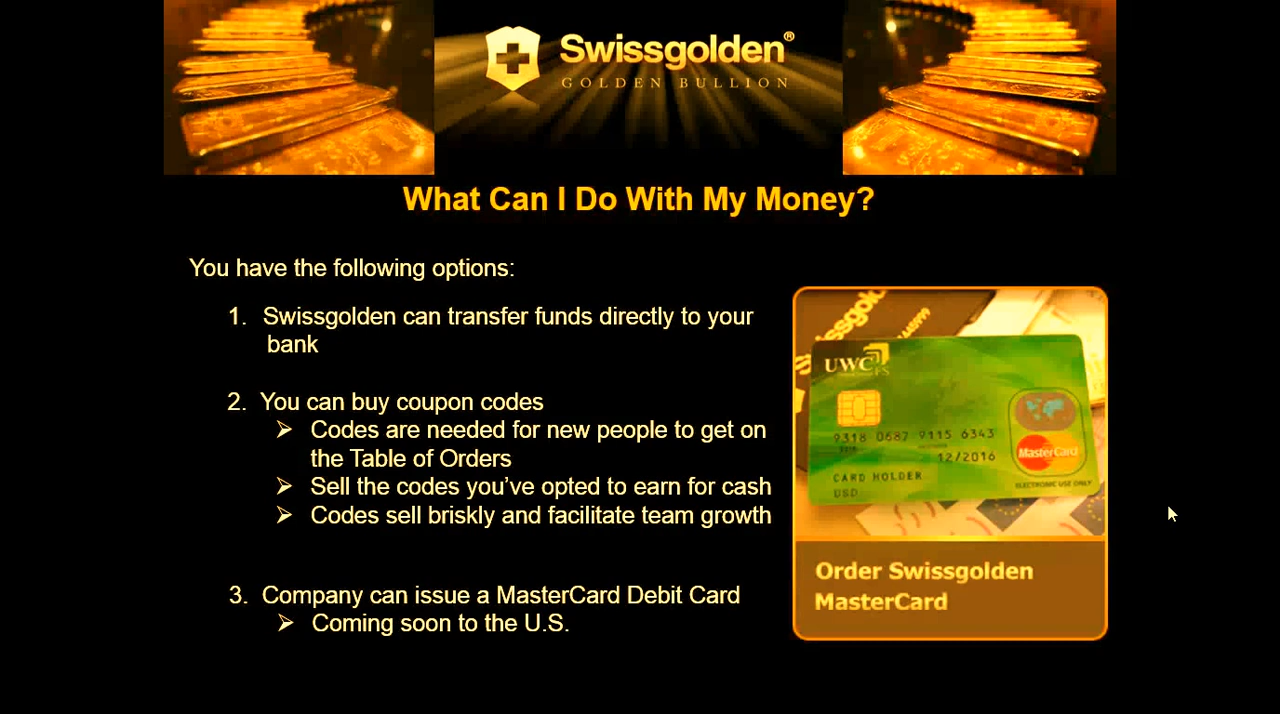 Swissgolden®
GOLDEN BULLION
What Can I Do With My Money?
You have the following options:
1. Swissgolden can transfer funds directly to your
bank
2. You can buy coupon codes
➢ Codes are needed for new people to get on
the Table of Orders
➢ Sell the codes you've opted to earn for cash
➢ Codes sell briskly and facilitate team growth
3. Company can issue a MasterCard Debit Card
➢ Coming soon to the U.S.
Swissgol
UWCFS
9318 0687 9115 6343
12/2016
MasterCard
CARD HOLDER
USD
ELECTRONIC USE ONLY
Order Swissgolden
MasterCard